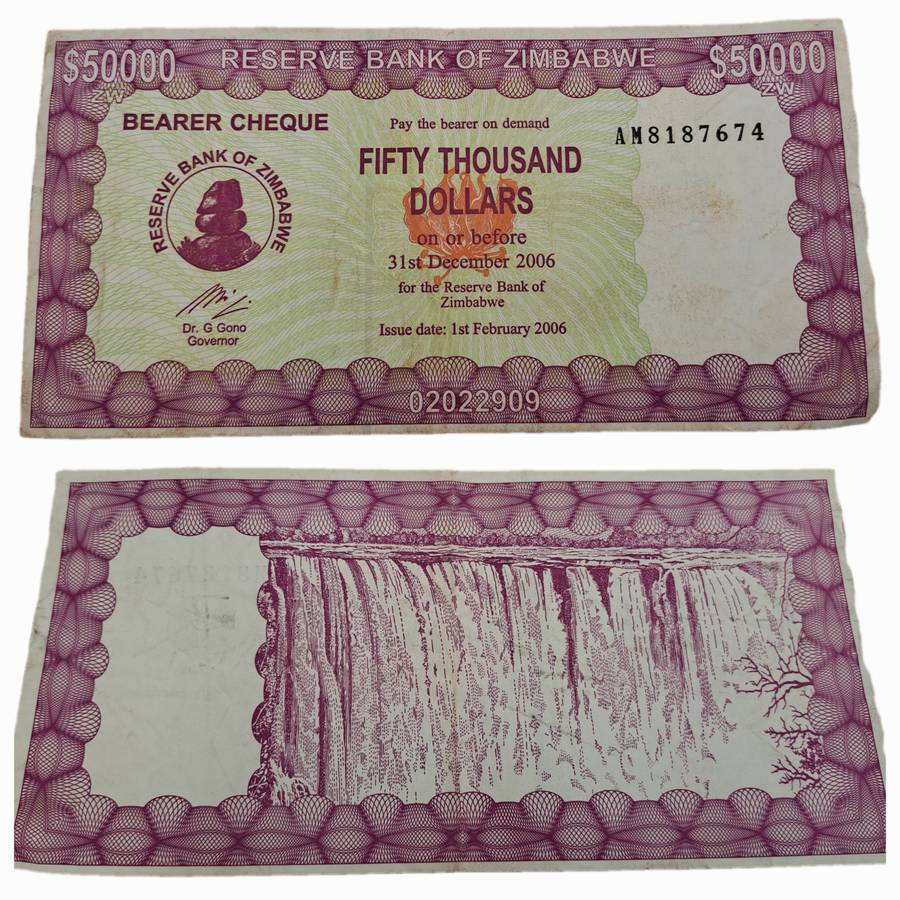 $50000
RESERVE BANK OF ZIMBABWE
$50000
ZW
ZW
BEARER CHEQUE
Pay the bearer on demand
AM8187674
FIFTY THOUSAND
DOLLARS
RESERVE BANK OF ZIMBABWE
on or before
31st December 2006
for the Reserve Bank of
Zimbabwe
Dr. G Gono
Governor
Issue date: 1st February 2006
02022909